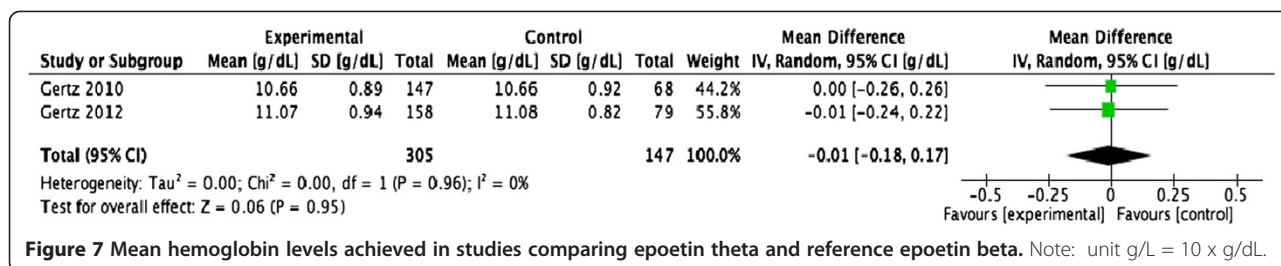 Experimental Control Mean Difference Mean Difference
Study or Subgroup Mean [g/dL] SD [g/dL] Total Mean [g/dL] SD [g/dL] Total Weight IV, Random, 95% CI [g/dL] IV, Random, 95% CI [g/dL]
Gertz 2010 10.66 0.89 147 10.66 0.92 68 44.2% 0.00 [-0.26, 0.26]
Gertz 2012 11.07 0.94 158 11.08 0.82 79 55.8% -0.01 [-0.24, 0.22]
Total (95% CI) 305 147 100.0% -0.01 [-0.18, 0.17]
Heterogeneity: Tau² = 0.00; Chi² = 0.00, df = 1 (P = 0.96); I² = 0%
Test for overall effect: Z = 0.06 (P = 0.95)
-0.5 -0.25 0 0.25 0.5
Favours [experimental] Favours [control]
Figure 7 Mean hemoglobin levels achieved in studies comparing epoetin theta and reference epoetin beta. Note: unit g/L = 10 x g/dL.